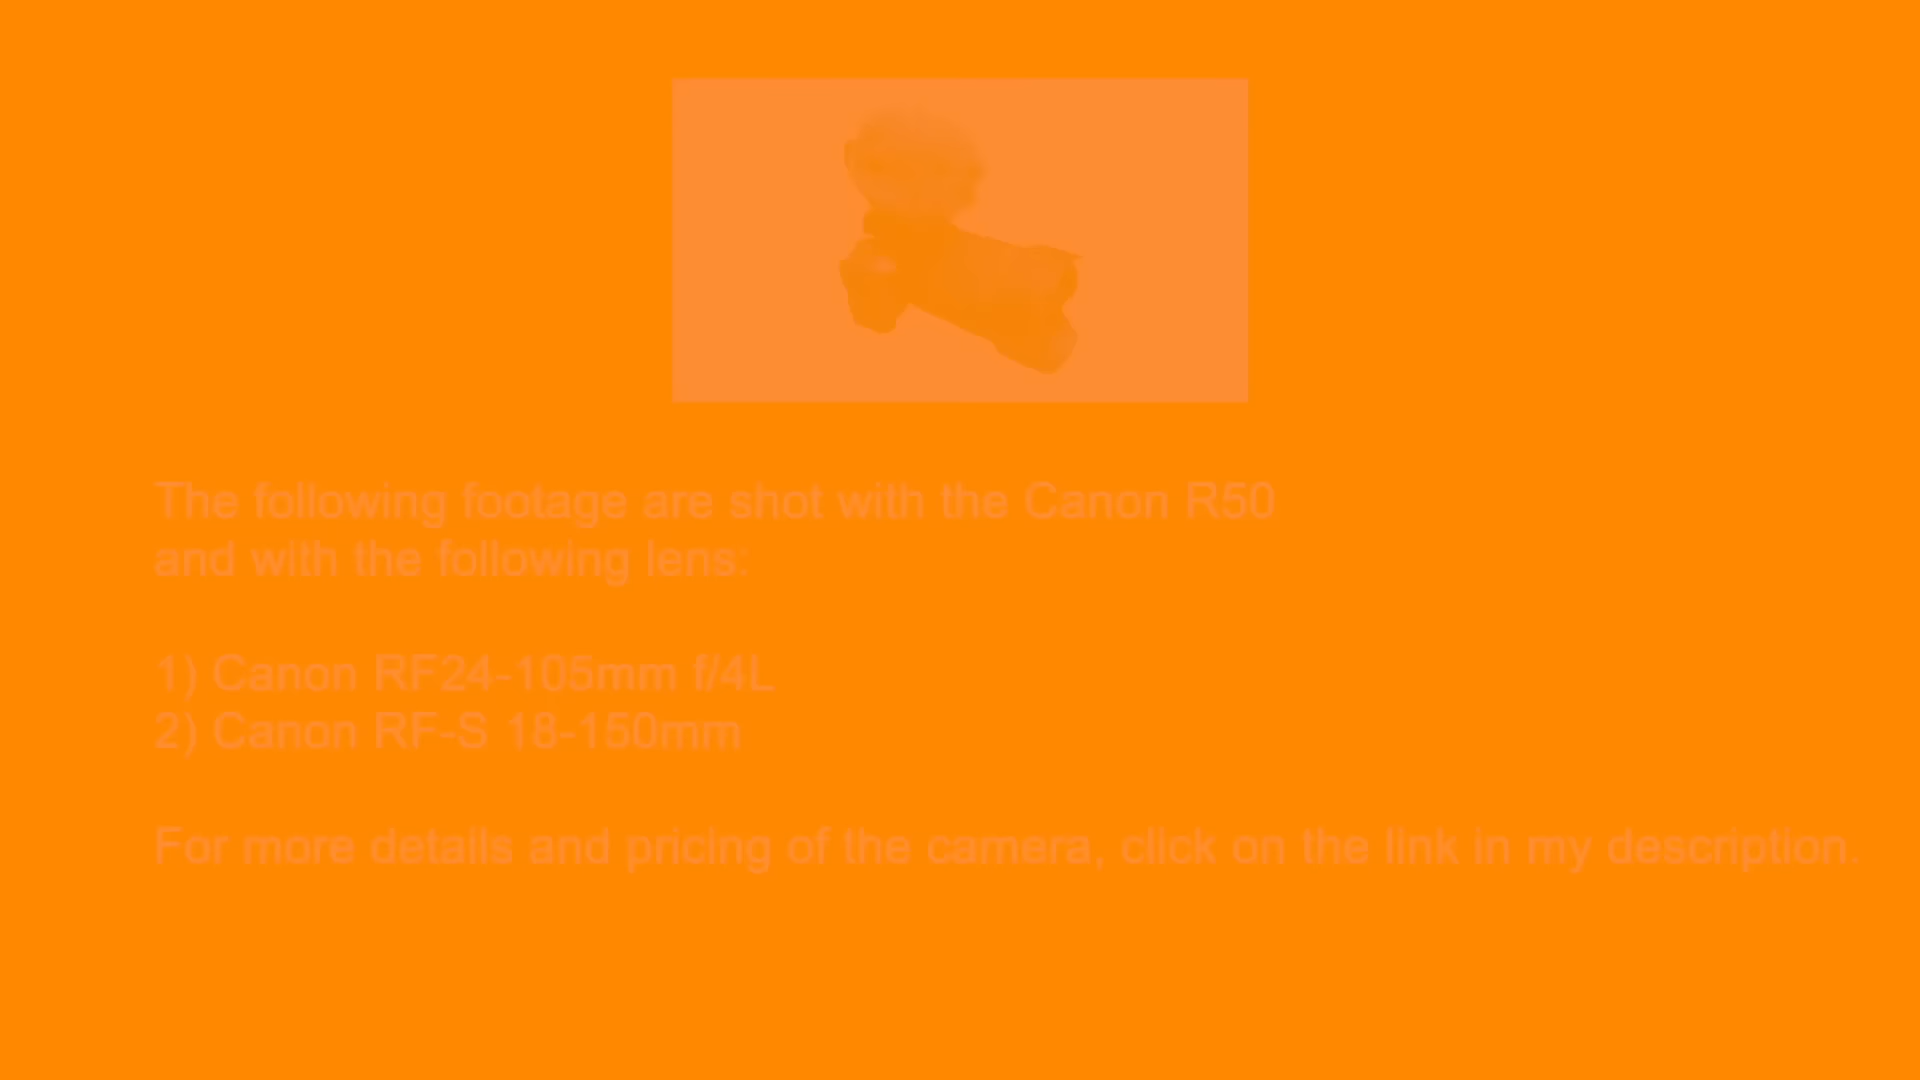 The following footage are shot with the Canon R50
and with the following lens:
1) Canon RF24-105mm f/4L
2) Canon RF-S 18-150mm
For more details and pricing of the camera, click on the link in my description.